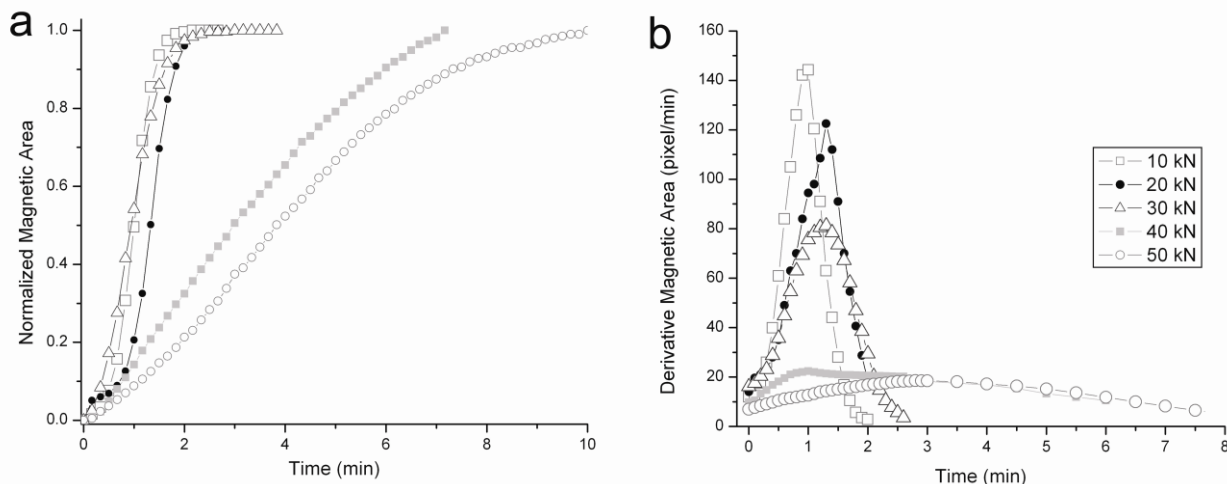 a
Normalized Magnetic Area
1.0
0.8
0.6
0.4
0.2
0.0
0
2
4
6
8
10
Time (min)
b
Derivative Magnetic Area (pixel/min)
160
140
120
100
80
60
40
20
0
0
1
2
3
4
5
6
7
8
Time (min)
10 kN
20 kN
30 kN
40 kN
50 kN